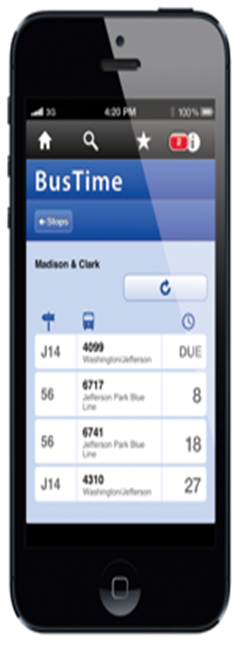 3G 4:20 PM 100%
2 i
BusTime
Stops
Madison & Clark
J14 4099 DUE
Washington/Jefferson
56 6717 8
Jefferson Park Blue
Line
56 6741 18
Jefferson Park Blue
Line
J14 4310 27
Washington/Jefferson